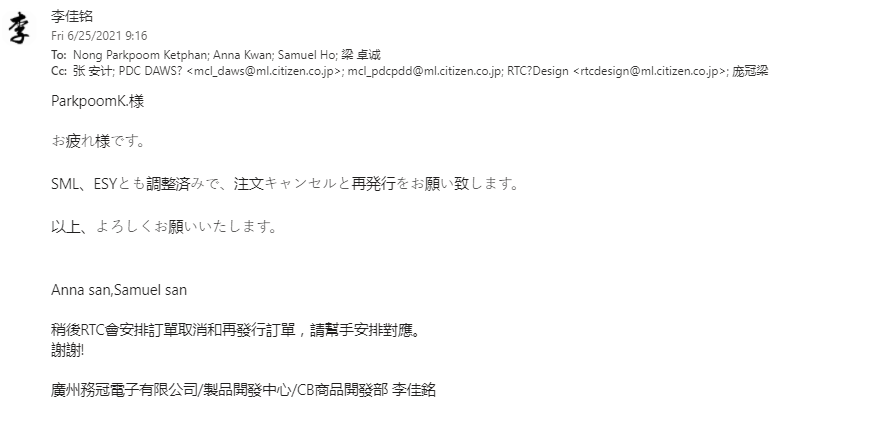 李
李佳铭
Fri 6/25/2021 9:16
To: Nong Parkpoom Ketphan; Anna Kwan; Samuel Ho; 梁 卓诚
Cc: 张 安计; PDC DAWS? <mcl_daws@ml.citizen.co.jp>; mcl_pdcpdd@ml.citizen.co.jp; RTC?Design <rtcdesign@ml.citizen.co.jp>; 庞冠梁
ParkpoomK.様
お疲れ様です。
SML、ESYとも調整済みで、注文キャンセルと再発行をお願い致します。
以上、よろしくお願いいたします。
Anna san,Samuel san
稍後RTC會安排訂單取消和再發行訂單，請幫手安排對應。
謝謝!
廣州務冠電子有限公司/製品開發中心/CB商品開發部 李佳銘